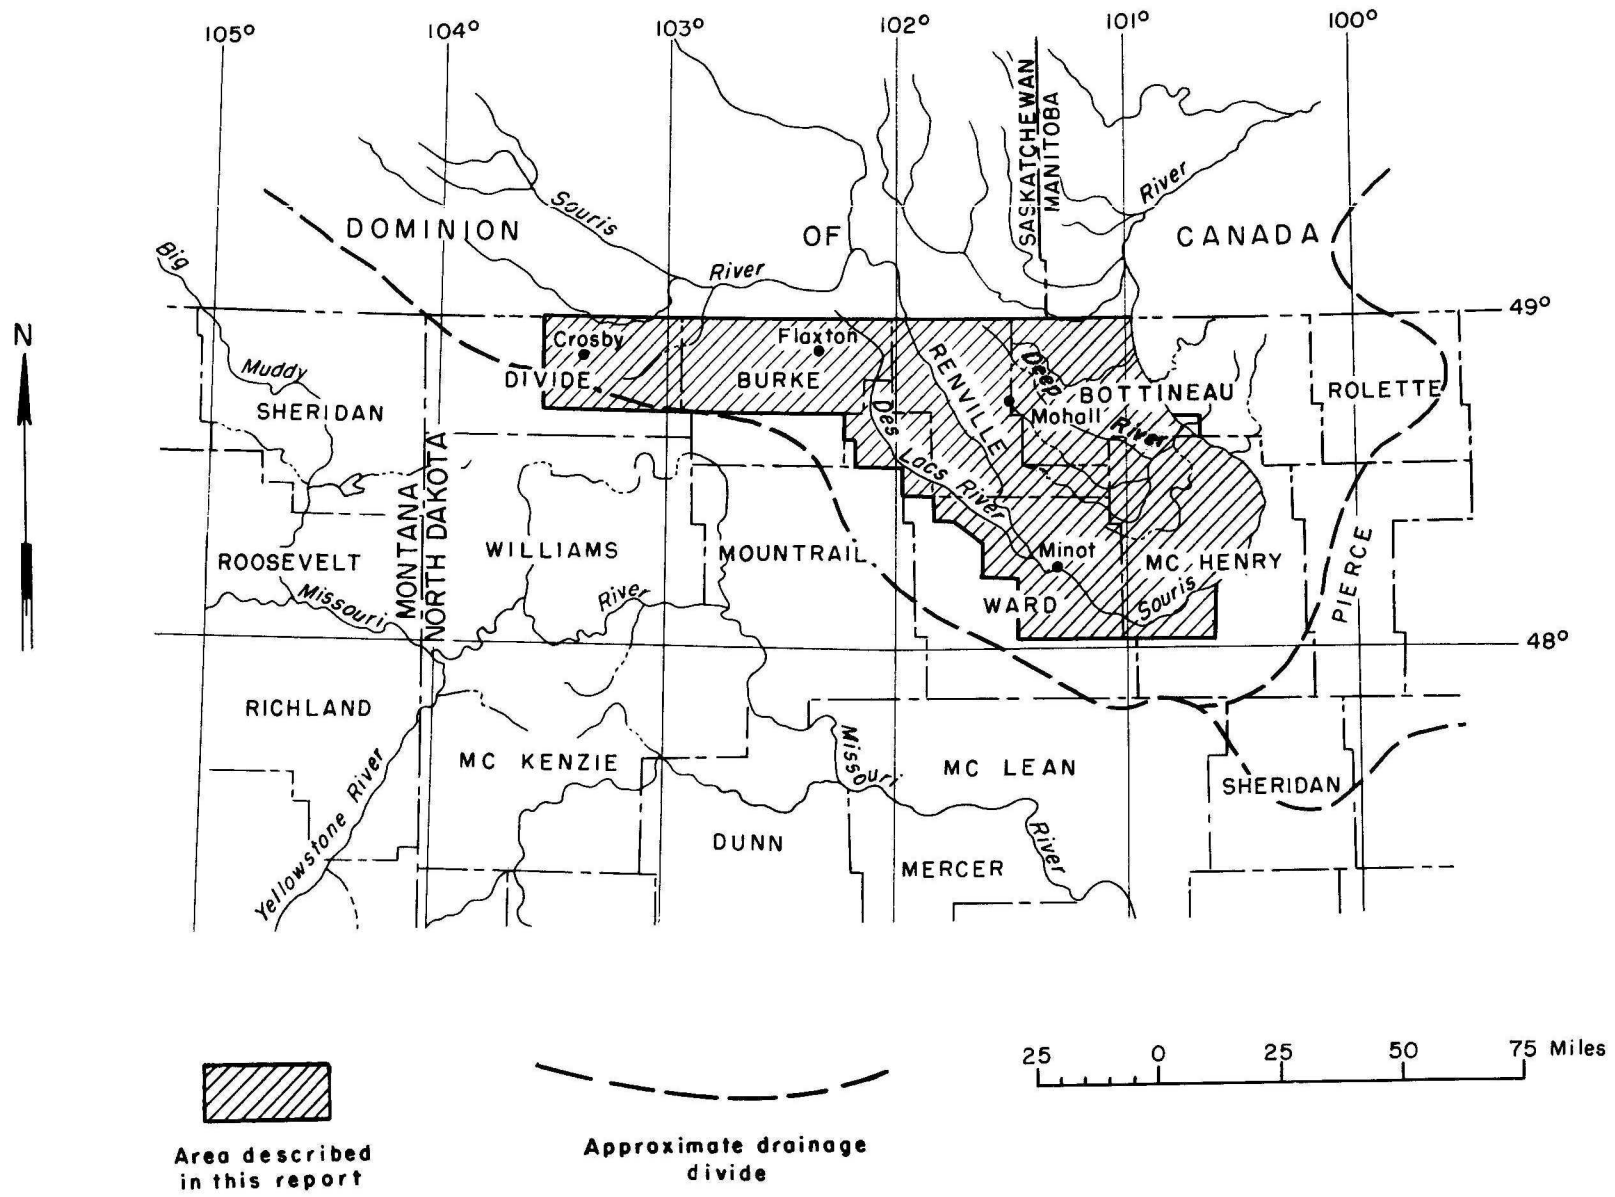 105° 104° 103° 102° 101° 100°
SASKATCHEWAN
MANITOBA
River
Souris
DOMINION OF CANADA
River
Big
49°
N
Crosby
Flaxton
Muddy
DIVIDE
BURKE
RENVILLE
Deep
BOTTINEAU
ROLETTE
SHERIDAN
Des
Mohall
River
Lacs River
MONTANA
NORTH DAKOTA
ROOSEVELT
WILLIAMS
MOUNTRAIL
Minot
MC HENRY
PIERCE
Missouri
River
WARD
Souris
48°
RICHLAND
MC KENZIE
Missouri
MC LEAN
SHERIDAN
Yellowstone River
DUNN
MERCER
River
25 0 25 50 75 Miles
Area described
in this report
Approximate drainage
divide